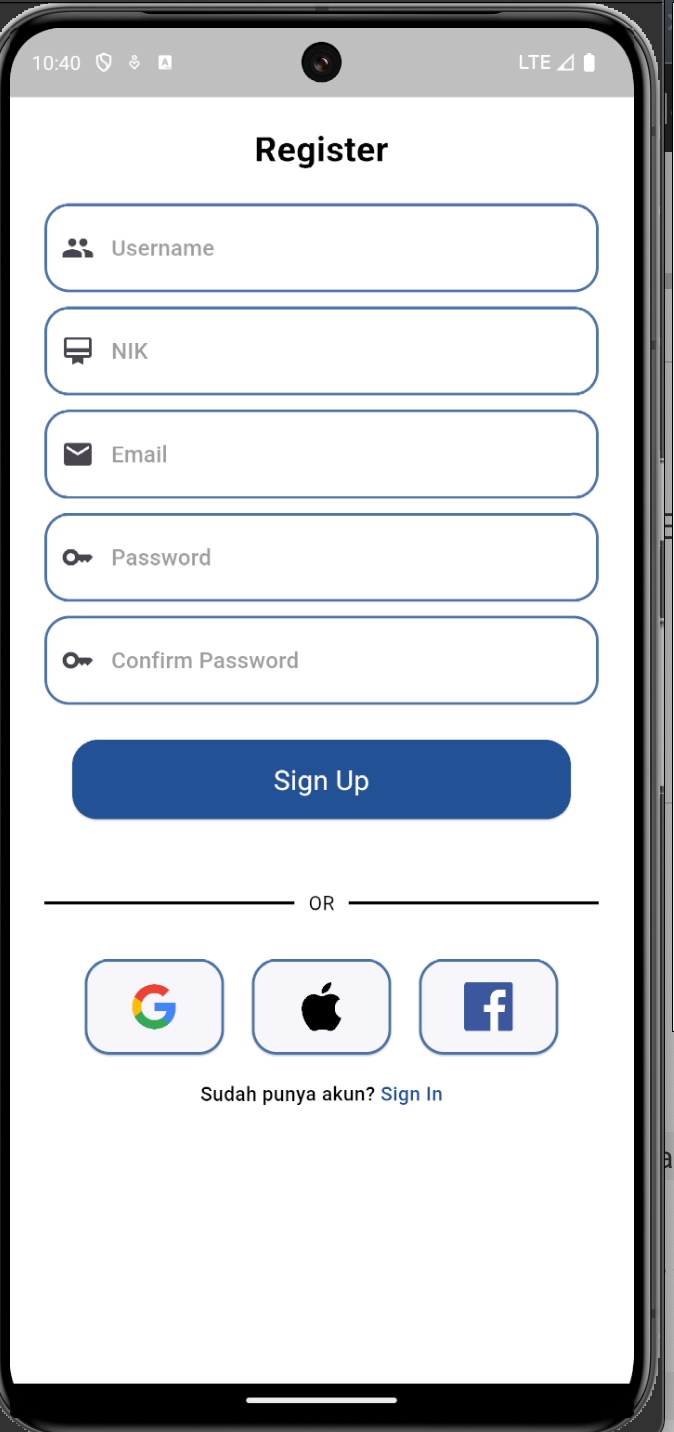 10:40 LTE
Register
Username
NIK
Email
Password
Confirm Password
Sign Up
OR
Sudah punya akun? Sign In